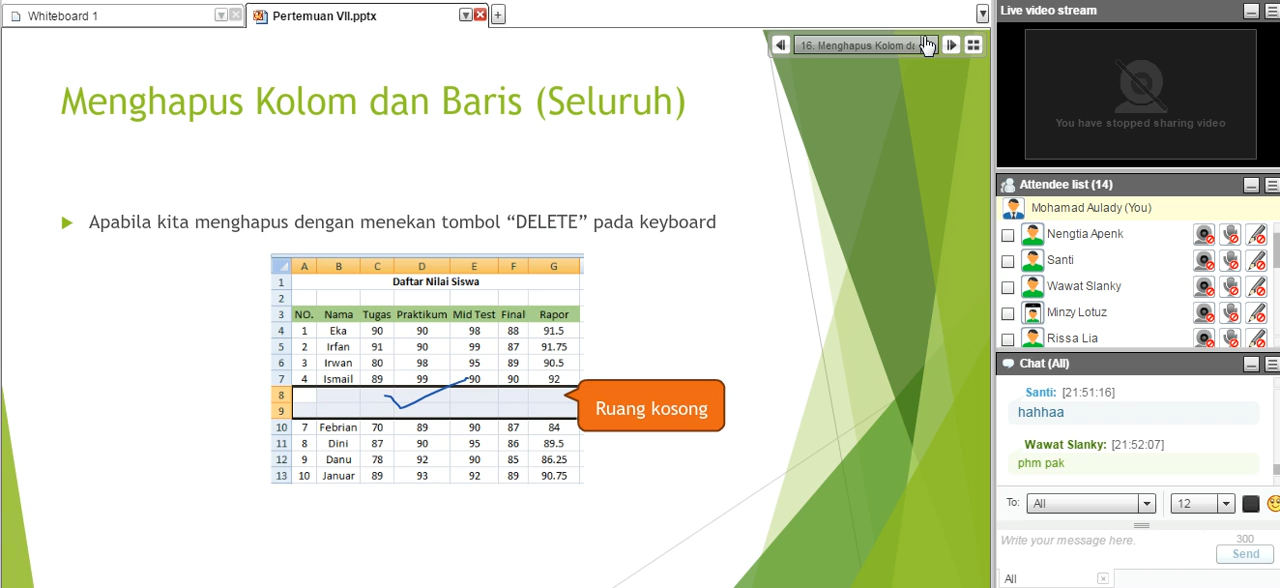 Whiteboard 1
Pertemuan VII.pptx
16. Menghapus Kolom da
Menghapus Kolom dan Baris (Seluruh)
Apabila kita menghapus dengan menekan tombol “DELETE” pada keyboard
A B C D E F G
1 Daftar Nilai Siswa
2
3 NO. Nama Tugas Praktikum Mid Test Final Rapor
4 1 Eka 90 90 98 88 91.5
5 2 Irfan 91 90 99 87 91.75
6 3 Irwan 80 98 95 89 90.5
7 4 Ismail 89 99 90 90 92
8
9
10 7 Febrian 70 89 90 87 84
11 8 Dini 87 90 95 86 89.5
12 9 Danu 78 92 90 85 86.25
13 10 Januar 89 93 92 89 90.75
Ruang kosong
Live video stream
You have stopped sharing video
Attendee list (14)
Mohamad Aulady (You)
Nengtia Apenk
Santi
Wawat Slanky
Minzy Lotuz
Rissa Lia
Chat (All)
Santi: [21:51:16]
hahhaa
Wawat Slanky: [21:52:07]
phm pak
To: All 12
Write your message here. 300
Send
All